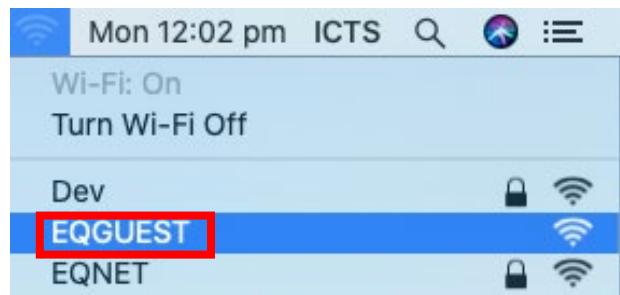 Mon 12:02 pm ICTS
Wi-Fi: On
Turn Wi-Fi Off
Dev
EQGUEST
EQNET